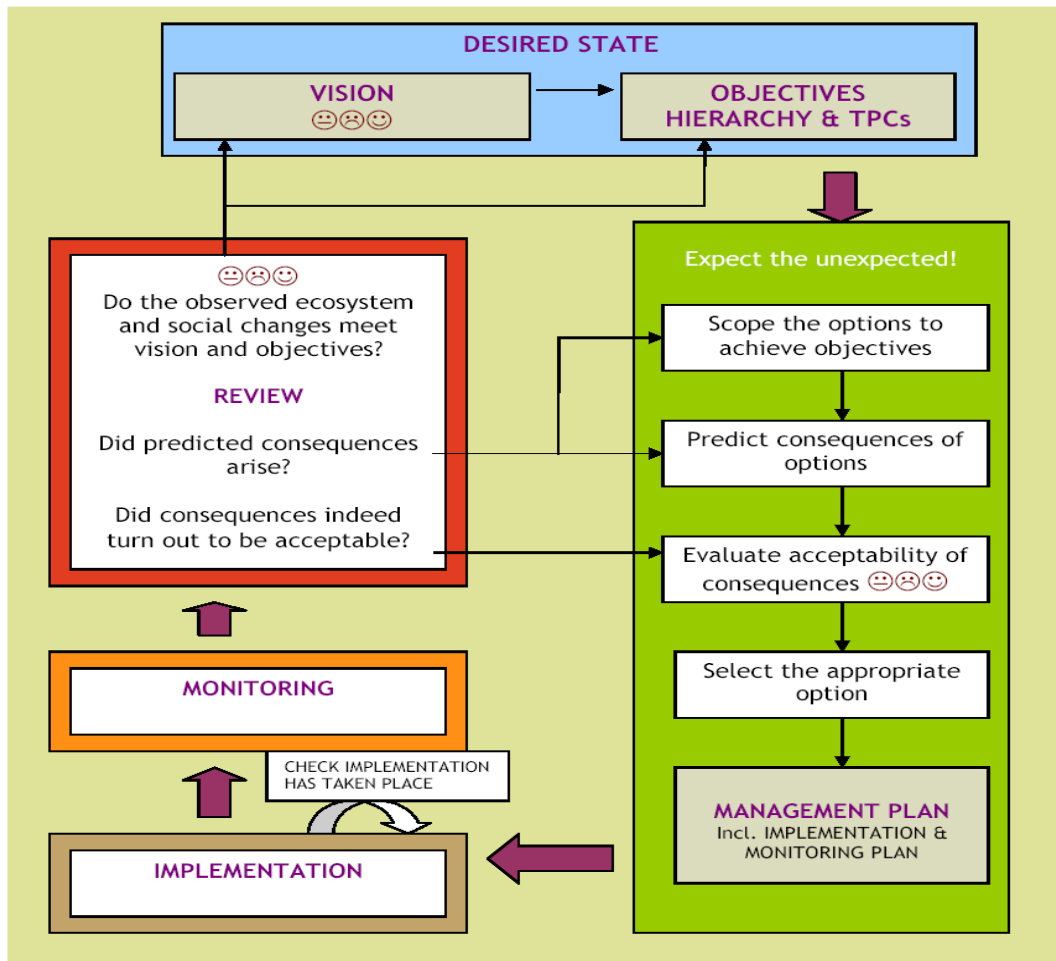 DESIRED STATE
VISION
OBJECTIVES
HIERARCHY & TPCs
Expect the unexpected!
Scope the options to
achieve objectives
Predict consequences of
options
Evaluate acceptability of
consequences
Select the appropriate
option
MANAGEMENT PLAN
Incl. IMPLEMENTATION &
MONITORING PLAN
Do the observed ecosystem
and social changes meet
vision and objectives?
REVIEW
Did predicted consequences
arise?
Did consequences indeed
turn out to be acceptable?
MONITORING
CHECK IMPLEMENTATION
HAS TAKEN PLACE
IMPLEMENTATION